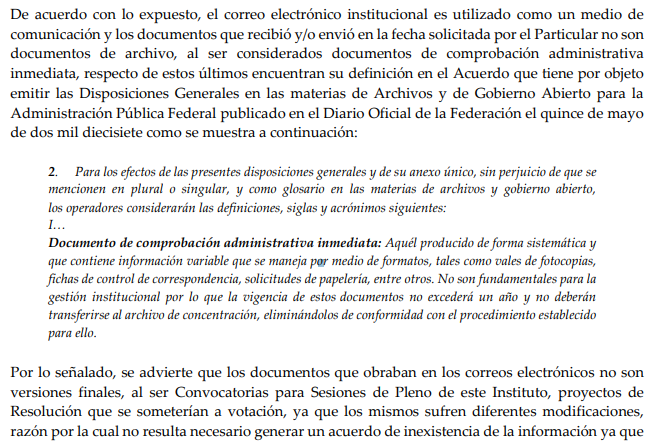 De acuerdo con lo expuesto, el correo electrónico institucional es utilizado como un medio de
comunicación y los documentos que recibió y/o envió en la fecha solicitada por el Particular no son
documentos de archivo, al ser considerados documentos de comprobación administrativa
inmediata, respecto de estos últimos encuentran su definición en el Acuerdo que tiene por objeto
emitir las Disposiciones Generales en las materias de Archivos y de Gobierno Abierto para la
Administración Pública Federal publicado en el Diario Oficial de la Federación el quince de mayo
de dos mil diecisiete como se muestra a continuación:
2. Para los efectos de las presentes disposiciones generales y de su anexo único, sin perjuicio de que se
mencionen en plural o singular, y como glosario en las materias de archivos y gobierno abierto,
los operadores considerarán las definiciones, siglas y acrónimos siguientes:
I…
Documento de comprobación administrativa inmediata: Aquél producido de forma sistemática y
que contiene información variable que se maneja por medio de formatos, tales como vales de fotocopias,
fichas de control de correspondencia, solicitudes de papelería, entre otros. No son fundamentales para la
gestión institucional por lo que la vigencia de estos documentos no excederá un año y no deberán
transferirse al archivo de concentración, eliminándolos de conformidad con el procedimiento establecido
para ello.
Por lo señalado, se advierte que los documentos que obraban en los correos electrónicos no son
versiones finales, al ser Convocatorias para Sesiones de Pleno de este Instituto, proyectos de
Resolución que se someterían a votación, ya que los mismos sufren diferentes modificaciones,
razón por la cual no resulta necesario generar un acuerdo de inexistencia de la información ya que